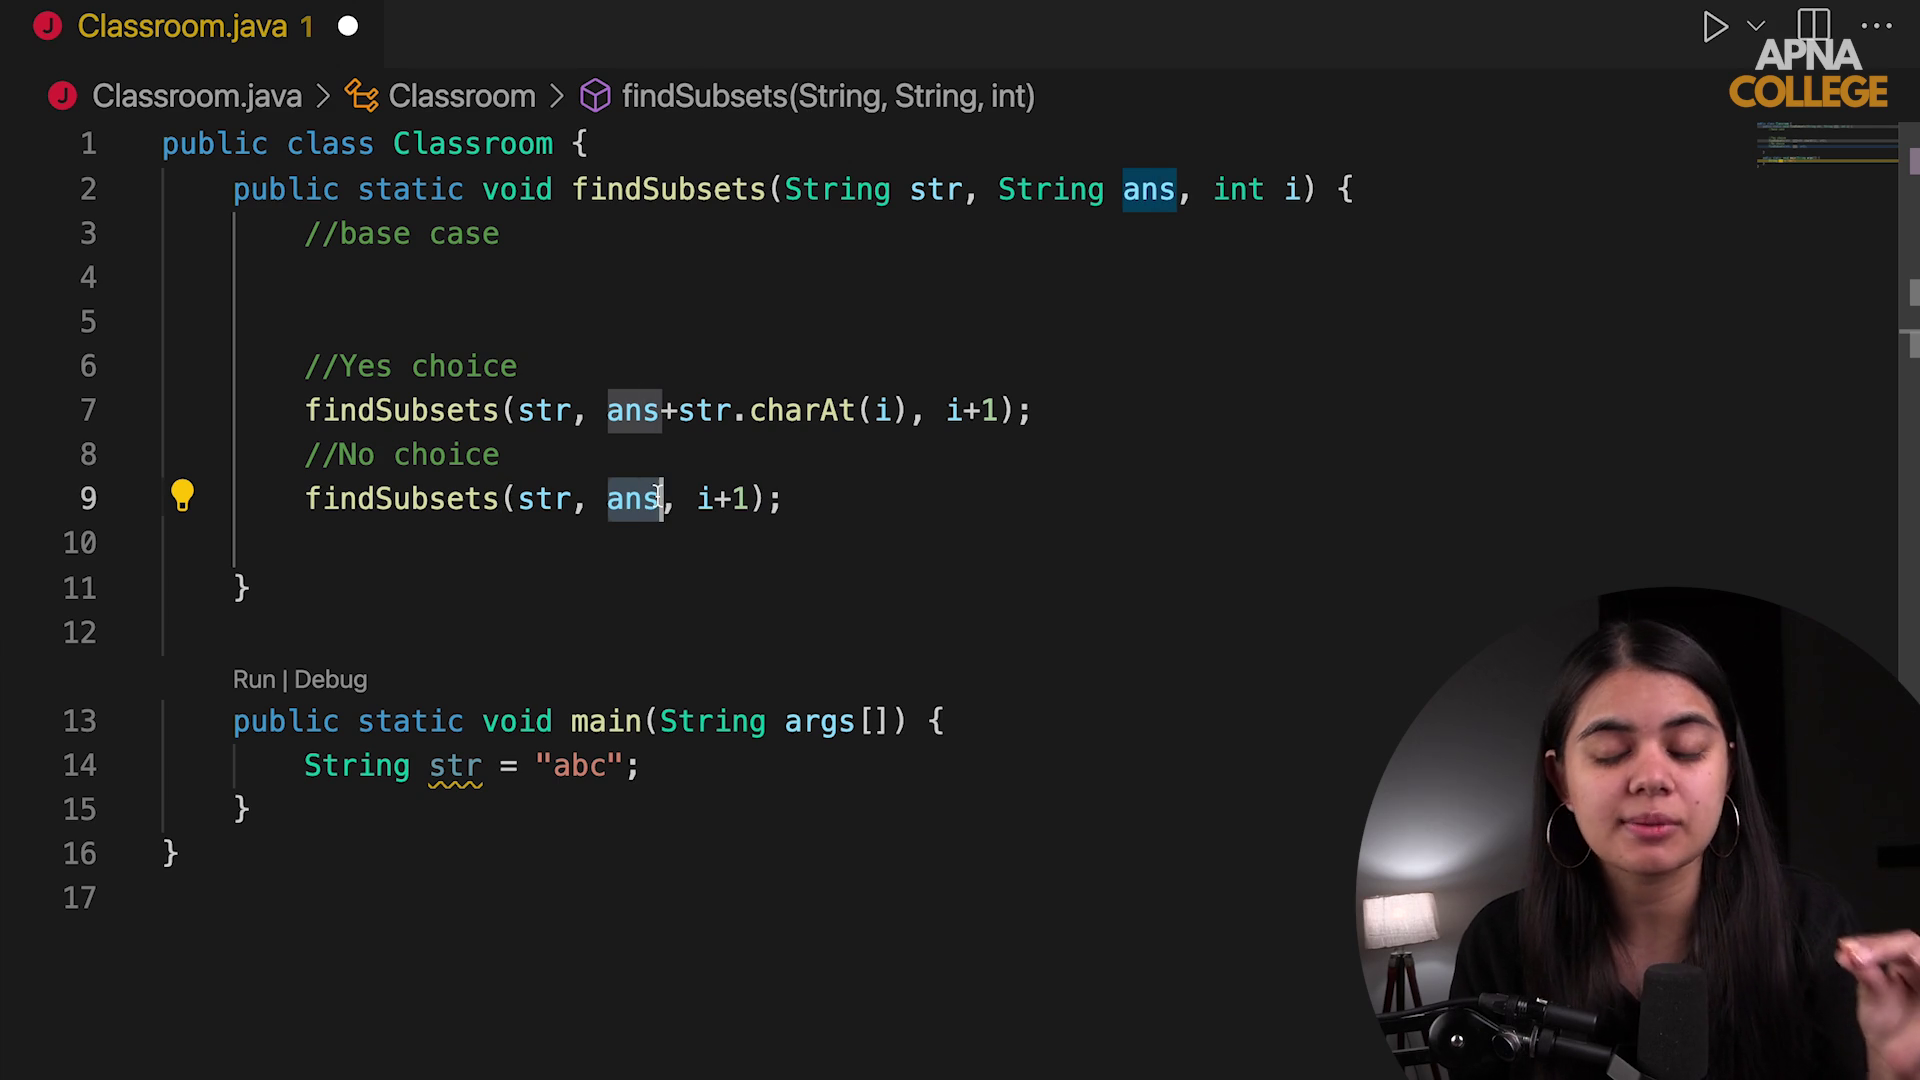 Classroom.java 1
APNA
COLLEGE
Classroom.java > Classroom > findSubsets(String, String, int)
1 public class Classroom {
2 public static void findSubsets(String str, String ans, int i) {
3 //base case
4
5
6 //Yes choice
7 findSubsets(str, ans+str.charAt(i), i+1);
8 //No choice
9 findSubsets(str, ans, i+1);
10
11 }
12
Run | Debug
13 public static void main(String args[]) {
14 String str = "abc";
15 }
16 }
17